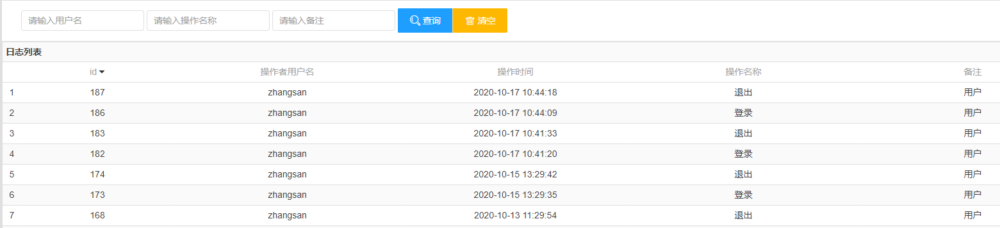 请输入用户名 请输入操作名称 请输入备注 查询 清空
日志列表
id 操作者用户名 操作时间 操作名称 备注
1 187 zhangsan 2020-10-17 10:44:18 退出 用户
2 186 zhangsan 2020-10-17 10:44:09 登录 用户
3 183 zhangsan 2020-10-17 10:41:33 退出 用户
4 182 zhangsan 2020-10-17 10:41:20 登录 用户
5 174 zhangsan 2020-10-15 13:29:42 退出 用户
6 173 zhangsan 2020-10-15 13:29:35 登录 用户
7 168 zhangsan 2020-10-13 11:29:54 退出 用户